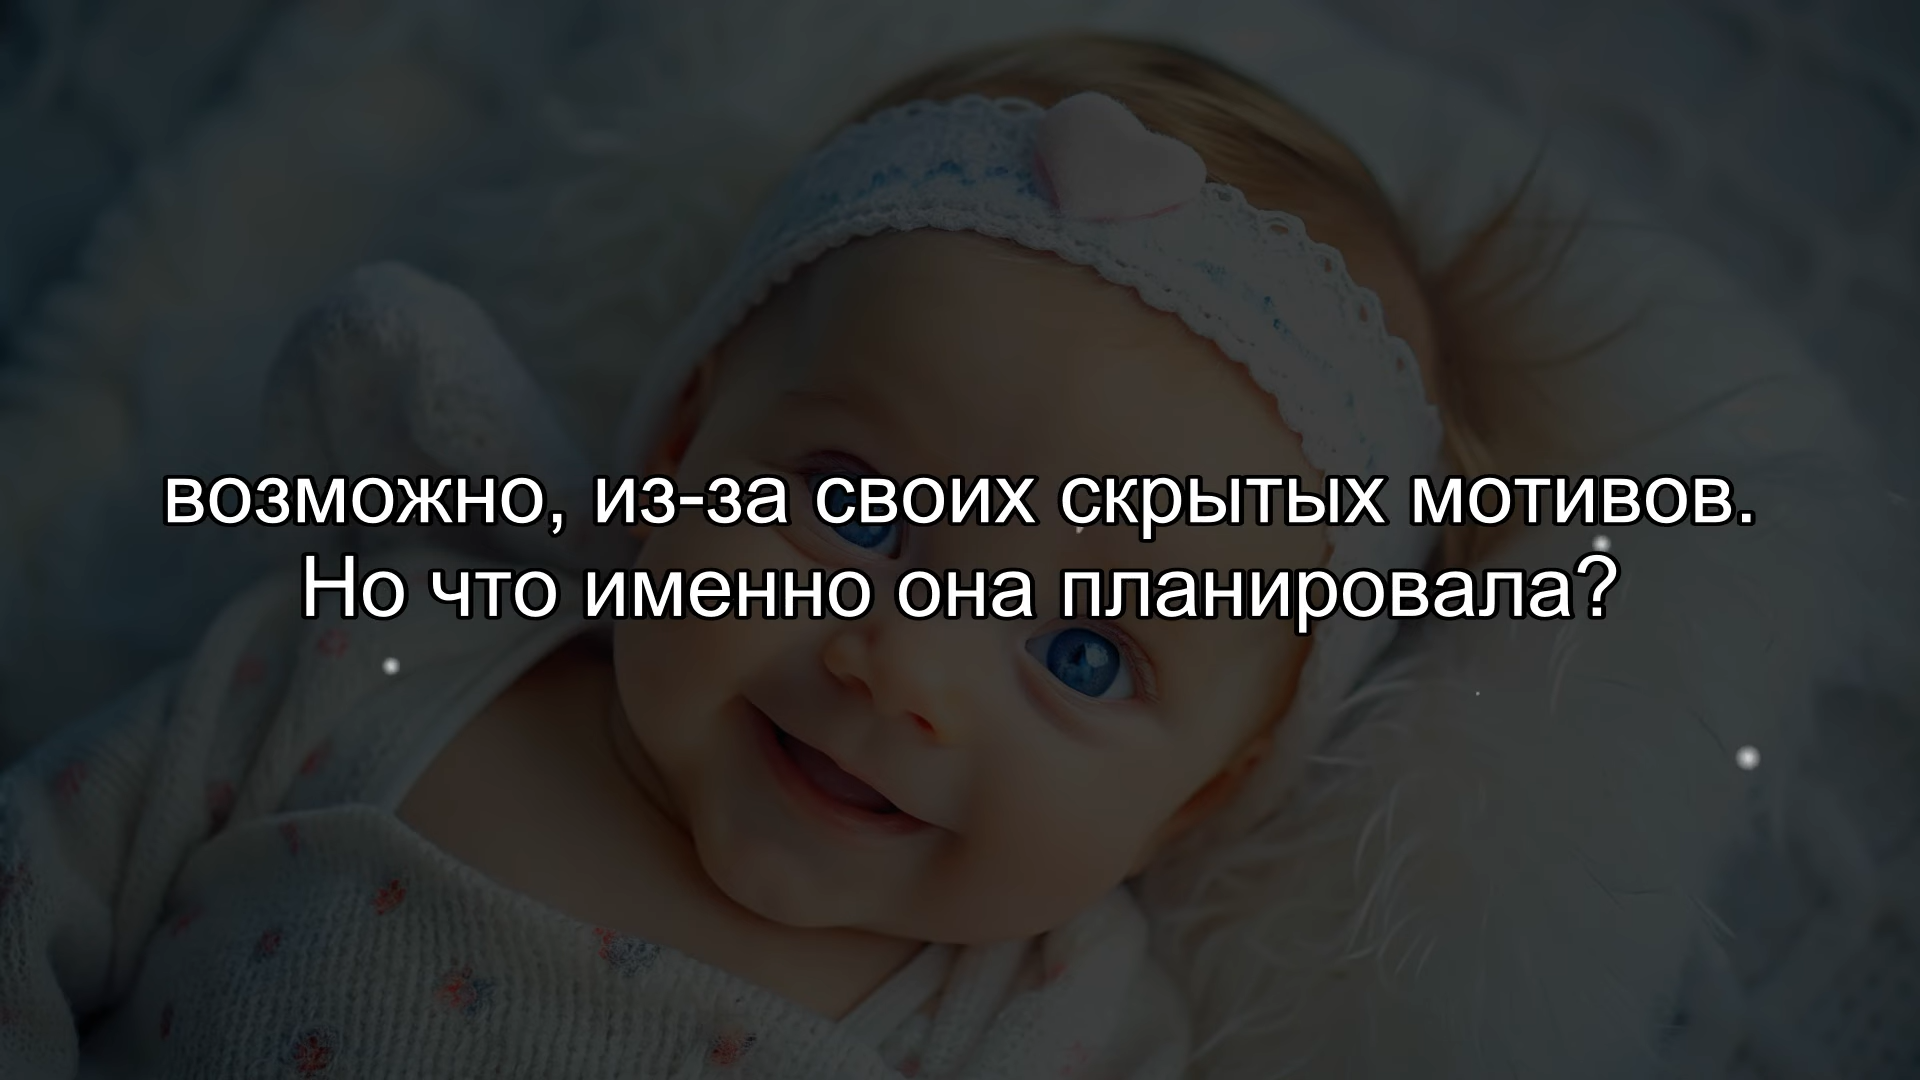 возможно, из-за своих скрытых мотивов.
Но что именно она планировала?